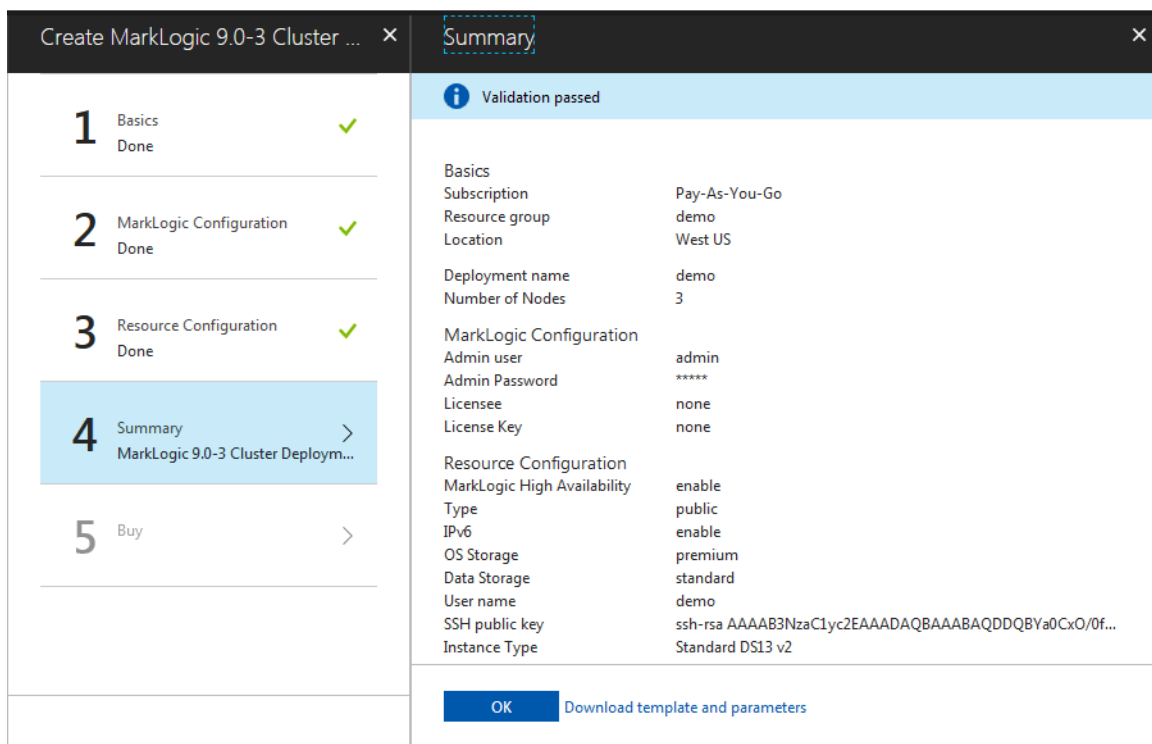 Create MarkLogic 9.0-3 Cluster ...
1 Basics
Done
2 MarkLogic Configuration
Done
3 Resource Configuration
Done
4 Summary
MarkLogic 9.0-3 Cluster Deploym...
5 Buy
Summary
Validation passed
Basics
Subscription Pay-As-You-Go
Resource group demo
Location West US
Deployment name demo
Number of Nodes 3
MarkLogic Configuration
Admin user admin
Admin Password *****
Licensee none
License Key none
Resource Configuration
MarkLogic High Availability enable
Type public
IPv6 enable
OS Storage premium
Data Storage standard
User name demo
SSH public key ssh-rsa AAAAB3NzaC1yc2EAAADAQBAAABAQDDQBYa0CxO/0f...
Instance Type Standard DS13 v2
OK Download template and parameters